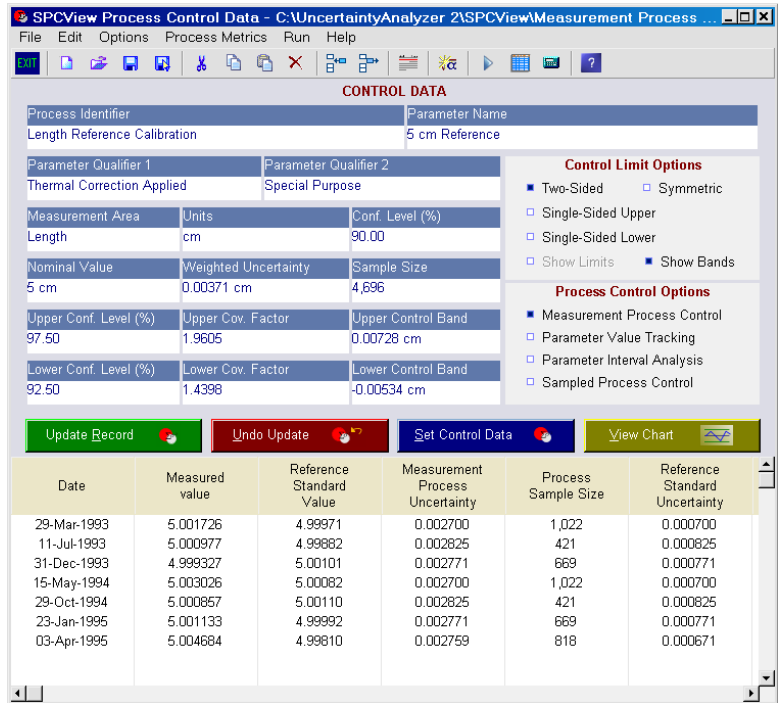 SPCView Process Control Data - C:\UncertaintyAnalyzer 2\SPCView\Measurement Process ...
File Edit Options Process Metrics Run Help
EXIT
CONTROL DATA
Process Identifier Parameter Name
Length Reference Calibration 5 cm Reference
Parameter Qualifier 1 Parameter Qualifier 2
Thermal Correction Applied Special Purpose
Measurement Area Units Conf. Level (%)
Length cm 90.00
Nominal Value Weighted Uncertainty Sample Size
5 cm 0.00371 cm 4,696
Upper Conf. Level (%) Upper Cov. Factor Upper Control Band
97.50 1.9605 0.00728 cm
Lower Conf. Level (%) Lower Cov. Factor Lower Control Band
92.50 1.4398 -0.00534 cm
Control Limit Options
Two-Sided Symmetric
Single-Sided Upper
Single-Sided Lower
Show Limits Show Bands
Process Control Options
Measurement Process Control
Parameter Value Tracking
Parameter Interval Analysis
Sampled Process Control
Update Record Undo Update Set Control Data View Chart
Date Measured value Reference Standard Value Measurement Process Uncertainty Process Sample Size Reference Standard Uncertainty
29-Mar-1993 5.001726 4.99971 0.002700 1,022 0.000700
11-Jul-1993 5.000977 4.99882 0.002825 421 0.000825
31-Dec-1993 4.999327 5.00101 0.002771 669 0.000771
15-May-1994 5.003026 5.00082 0.002700 1,022 0.000700
29-Oct-1994 5.000857 5.00110 0.002825 421 0.000825
23-Jan-1995 5.001133 4.99992 0.002771 669 0.000771
03-Apr-1995 5.004684 4.99810 0.002759 818 0.000671